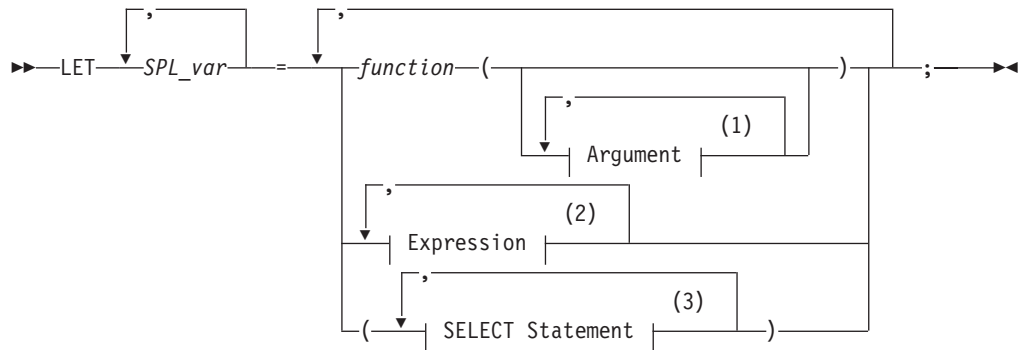 , ,
LET SPL_var = function ( ) ;
,
(1)
Argument
,
(2)
Expression
,
(3)
( SELECT Statement )